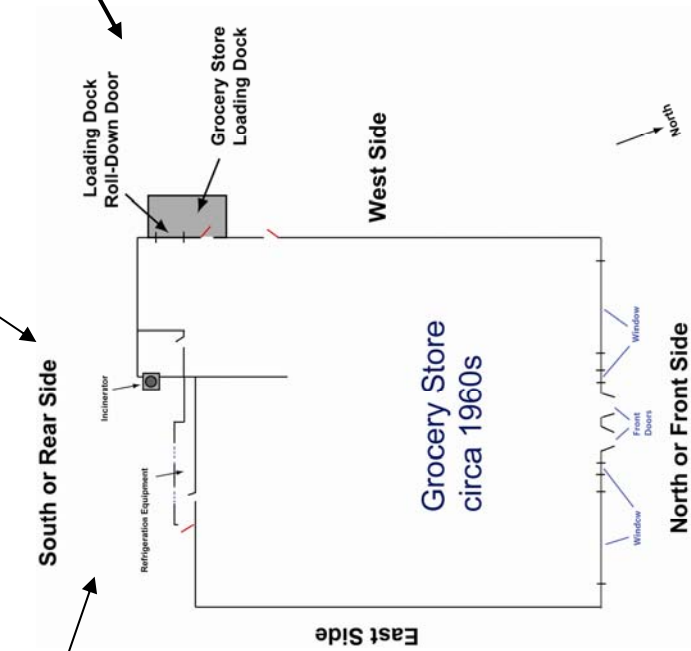 Loading Dock
Roll-Down Door
Grocery Store
Loading Dock
West Side
North
South or Rear Side
Incinerator
Refrigeration Equipment
Grocery Store
circa 1960s
Window
Front
Doors
Window
North or Front Side
East Side